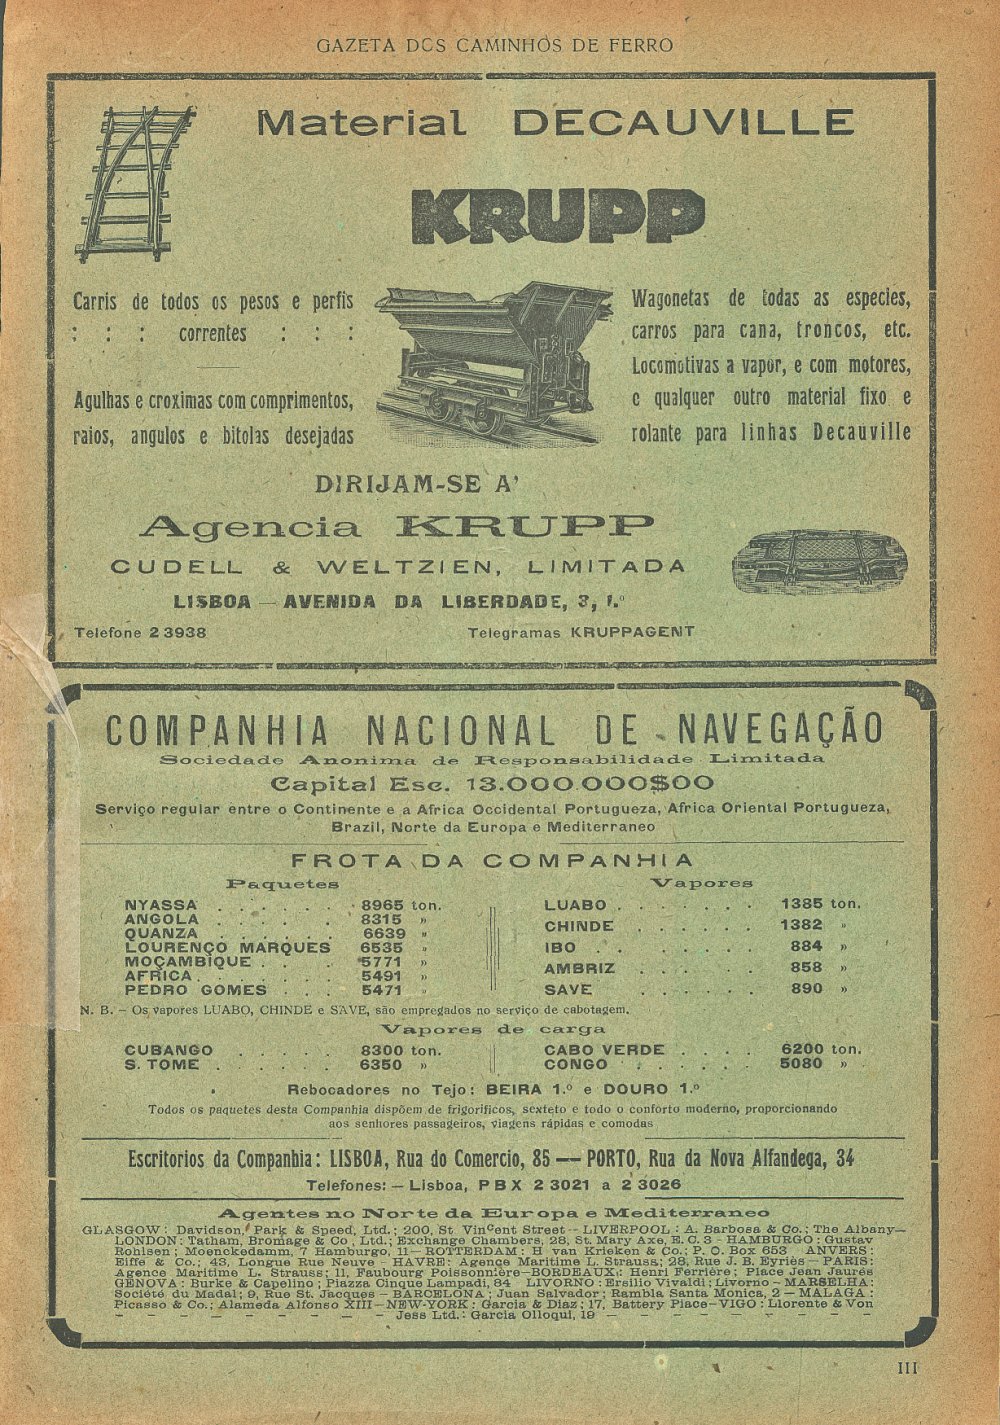 GAZETA DOS CAMINHOS DE FERRO
Material DECAUVILLE
KRUPP
Carris de todos os pesos e perfis
: : : correntes : : :
Agulhas e croximas com comprimentos,
raios, angulos e bitolas desejadas
Wagonetas de todas as especies,
carros para cana, troncos, etc.
Locomotivas a vapor, e com motores,
e qualquer outro material fixo e
rolante para linhas Decauville
DIRIJAM-SE A'
Agencia KRUPP
CUDELL & WELTZIEN, LIMITADA
LISBOA — AVENIDA DA LIBERDADE, 3, 1.º
Telefone 2 3938
Telegramas KRUPPAGENT
COMPANHIA NACIONAL DE NAVEGAÇÃO
Sociedade Anonima de Responsabilidade Limitada
Capital Esc. 13.000.000$00
Serviço regular entre o Continente e a Africa Occidental Portugueza, Africa Oriental Portugueza,
Brazil, Norte da Europa e Mediterraneo
FROTA DA COMPANHIA
Paquetes
NYASSA . . . . . . 8965 ton.
ANGOLA . . . . . . 8315 »
QUANZA . . . . . . 6639 »
LOURENÇO MARQUES 6535 »
MOÇAMBIQUE . . . 5771 »
AFRICA . . . . . . 5491 »
PEDRO GOMES . . . 5471 »
Vapores
LUABO . . . . . . 1385 ton.
CHINDE . . . . . 1382 »
IBO . . . . . . 884 »
AMBRIZ . . . . . 858 »
SAVE . . . . . 890 »
N. B. – Os vapores LUABO, CHINDE e SAVE, são empregados no serviço de cabotagem.
Vapores de carga
CUBANGO . . . . . 8300 ton.
S. TOME . . . . . . 6350 »
CABO VERDE . . . . 6200 ton.
CONGO . . . . . . 5080 »
Rebocadores no Tejo: BEIRA 1.º e DOURO 1.º
Todos os paquetes desta Companhia dispõem de frigorificos, sexteto e todo o conforto moderno, proporcionando
aos senhores passageiros, viagens rápidas e comodas
Escritorios da Companhia: LISBOA, Rua do Comercio, 85 — PORTO, Rua da Nova Alfandega, 34
Telefones: — Lisboa, P B X 2 3021 a 2 3026
Agentes no Norte da Europa e Mediterraneo
GLASGOW: Davidson, Park & Speed, Ltd.; 200, St. Vincent Street – LIVERPOOL: A. Barbosa & Co.; The Albany—
LONDON: Tatham, Bromage & Co, Ltd.; Exchange Chambers, 28, St. Mary Axe, E. C. 3 - HAMBURGO: Gustav
Rohlsen; Moenckedamm, 7 Hamburgo, 11 — ROTTERDAM: H van Krieken & Co.; P. O. Box 653 - ANVERS:
Eiffe & Co.; 43, Longue Rue Neuve - HAVRE: Agence Maritime L. Strauss; 28, Rue J. B. Eyriès — PARIS:
Agence Maritime L. Strauss; 11, Faubourg Poissonnière—BORDEAUX: Henri Ferrière; Place Jean Jaurés
GENOVA: Burke & Capelino; Piazza Cinque Lampadi, 84 - LIVORNO: Ersilio Vivaldi; Livorno — MARSELHA:
Société du Madal; 9, Rue St. Jacques — BARCELONA; Juan Salvador; Rambla Santa Monica, 2 — MALAGA:
Picasso & Co.; Alameda Alfonso XIII—NEW-YORK: Garcia & Diaz; 17, Battery Place—VIGO: Llorente & Von
Jess Ltd.: Garcia Olloqui, 19
III